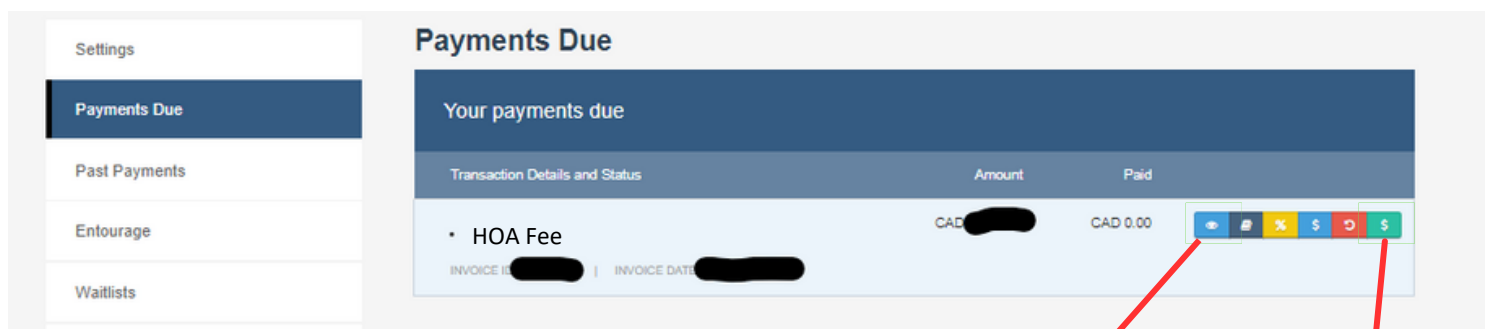 Settings
Payments Due
Past Payments
Entourage
Waitlists
Payments Due
Your payments due
Transaction Details and Status Amount Paid
• HOA Fee CAD CAD 0.00 % $ $
INVOICE ID | INVOICE DATE